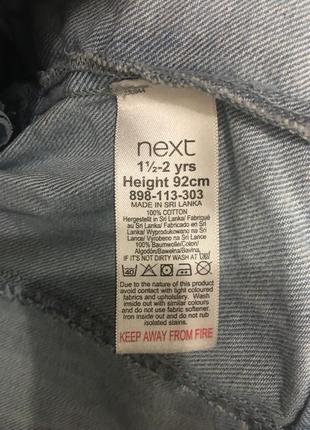 next
1½-2 yrs
Height 92cm
898-113-303
MADE IN SRI LANKA
100% COTTON
Hergestellt in Sri Lanka/ Fabriqué
au Sri Lanka/ Fabricado en Sri
Lanka/ Wyprodukowano na Sri
Lance/ Vyrobeno na Srí Lance
100% Baumwolle/Coton/
Algodón/Bawełna/Bavlna.
IF IT'S NOT DIRTY WASH AT 30°
40
Due to the nature of this product
avoid contact with light coloured
fabrics and upholstery. Wash
inside out with similar colours
and do not use fabric softener.
Iron inside out and do not rub
isolated stains.
KEEP AWAY FROM FIRE